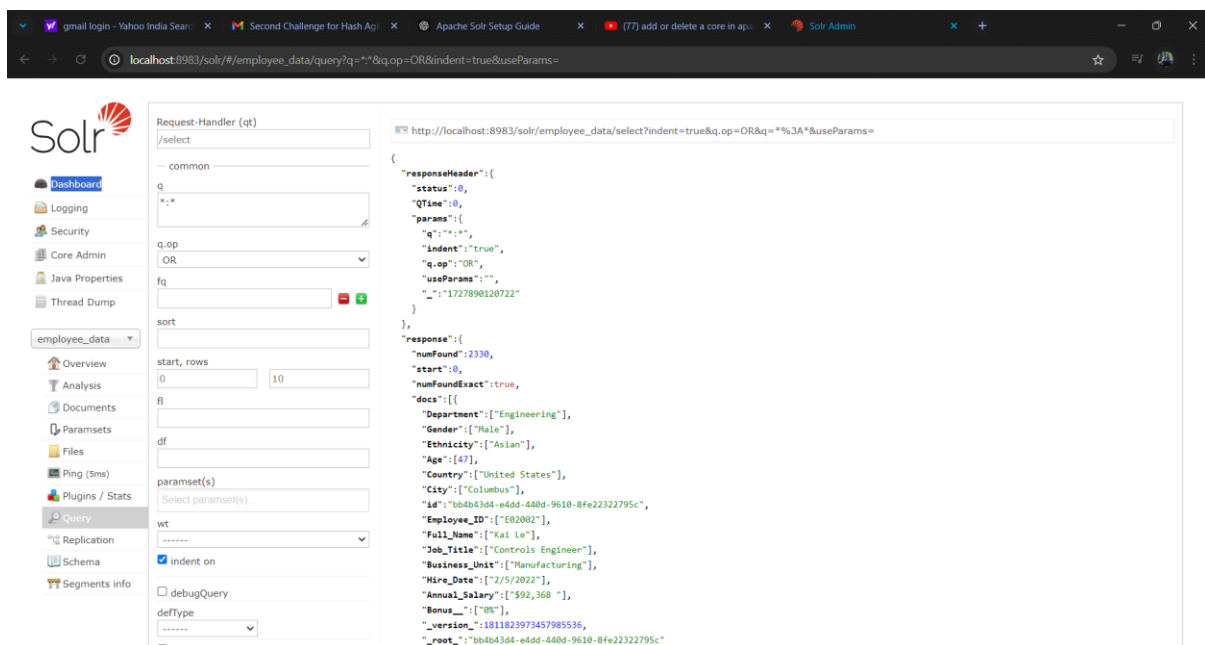 gmail login - Yahoo India Searc
Second Challenge for Hash Agi
Apache Solr Setup Guide
(77) add or delete a core in apa
Solr Admin
localhost:8983/solr/#/employee_data/query?q=*:*&q.op=OR&indent=true&useParams=
Solr
Dashboard
Logging
Security
Core Admin
Java Properties
Thread Dump
employee_data
Overview
Analysis
Documents
Paramsets
Files
Ping (5ms)
Plugins / Stats
Query
Replication
Schema
Segments info
Request-Handler (qt)
/select
common
q
*:*
q.op
OR
fq
sort
start, rows
0
10
fl
df
paramset(s)
Select paramset(s)...
wt
------
indent on
debugQuery
defType
------
http://localhost:8983/solr/employee_data/select?indent=true&q.op=OR&q=*%3A*&useParams=
{
"responseHeader":{
"status":0,
"QTime":0,
"params":{
"q":"*:*",
"indent":"true",
"q.op":"OR",
"useParams":"",
"_":"1727890120722"
}
},
"response":{
"numFound":2330,
"start":0,
"numFoundExact":true,
"docs":[{
"Department":["Engineering"],
"Gender":["Male"],
"Ethnicity":["Asian"],
"Age":[47],
"Country":["United States"],
"City":["Columbus"],
"id":"bb4b43d4-e4dd-440d-9610-8fe22322795c",
"Employee_ID":["E02002"],
"Full_Name":["Kai Le"],
"Job_Title":["Controls Engineer"],
"Business_Unit":["Manufacturing"],
"Hire_Date":["2/5/2022"],
"Annual_Salary":["$92,368 "],
"Bonus__":["0%"],
"_version_":1811823973457985536,
"_root_":"bb4b43d4-e4dd-440d-9610-8fe22322795c"